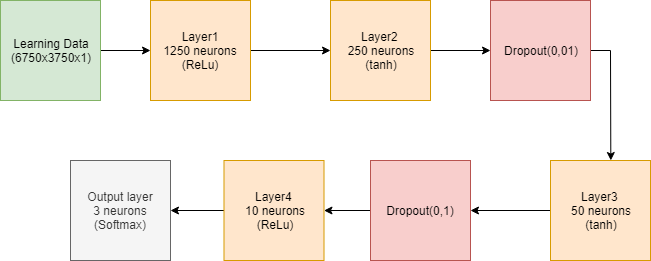 Learning Data
(6750x3750x1)
Layer1
1250 neurons
(ReLu)
Layer2
250 neurons
(tanh)
Dropout(0,01)
Layer3
50 neurons
(tanh)
Dropout(0,1)
Layer4
10 neurons
(ReLu)
Output layer
3 neurons
(Softmax)